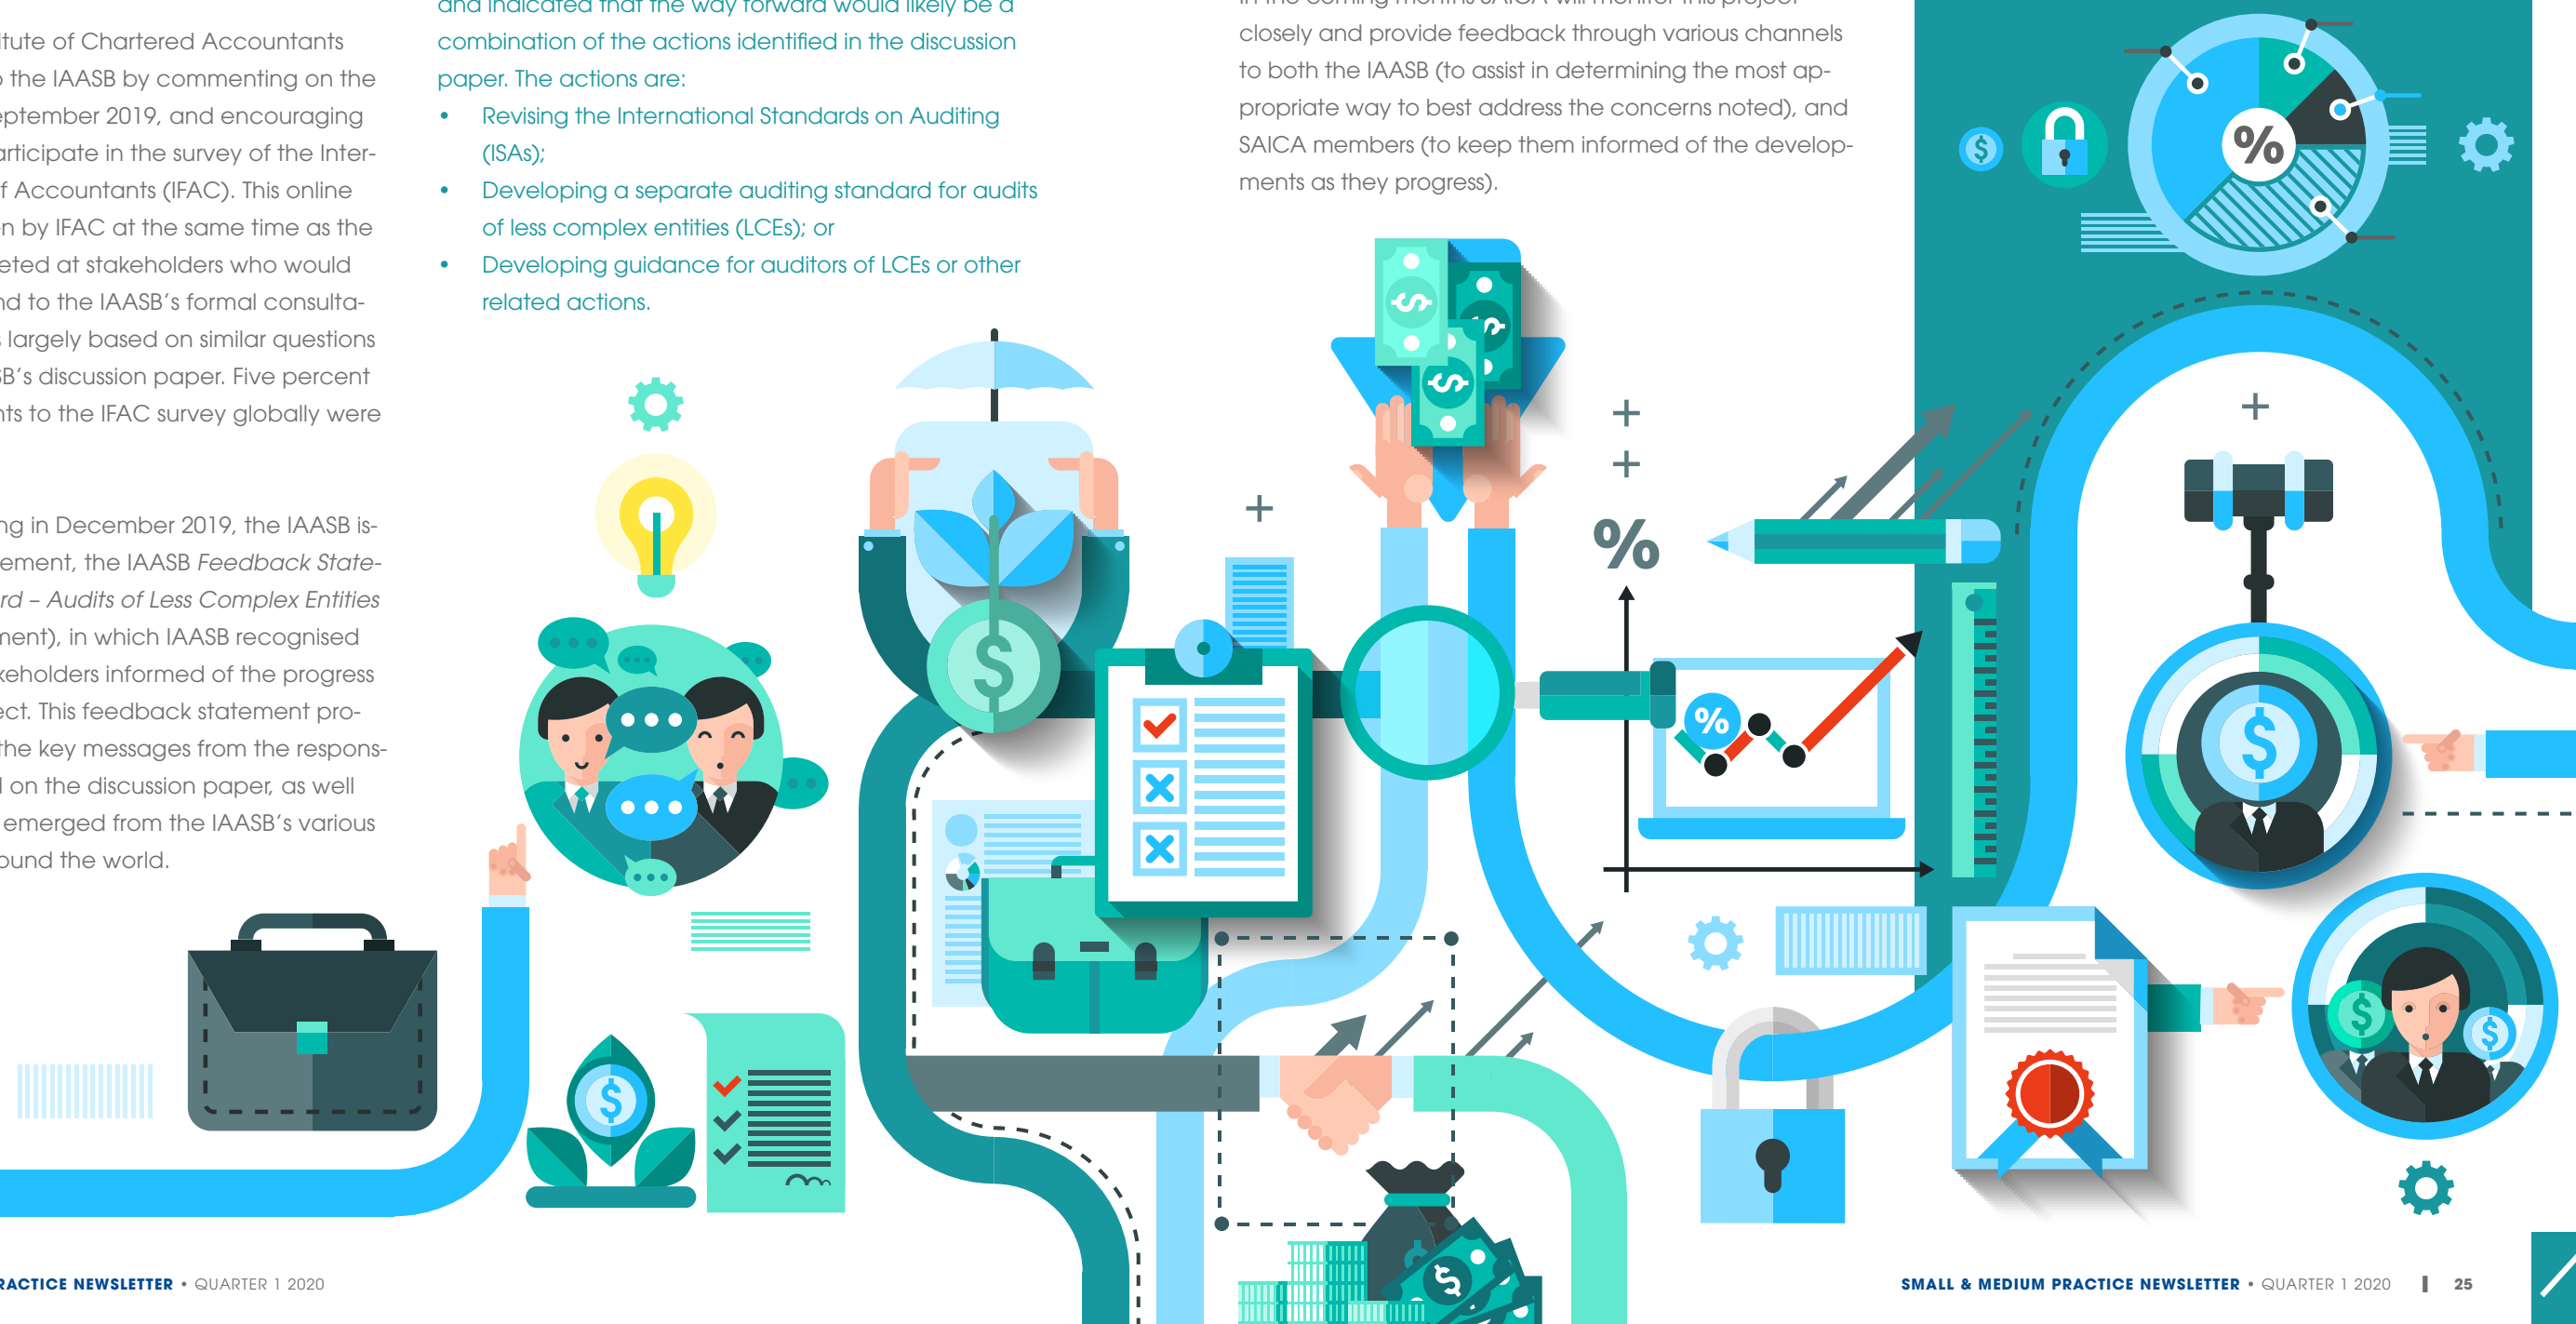 itute of Chartered Accountants
the IAASB by commenting on the
eptember 2019, and encouraging
articipate in the survey of the Inter-
f Accountants (IFAC). This online
n by IFAC at the same time as the
eted at stakeholders who would
nd to the IAASB's formal consulta-
s largely based on similar questions
SB's discussion paper. Five percent
nts to the IFAC survey globally were
ng in December 2019, the IAASB is-
ement, the IAASB Feedback State-
rd – Audits of Less Complex Entities
ment), in which IAASB recognised
keholders informed of the progress
ect. This feedback statement pro-
the key messages from the respons-
d on the discussion paper, as well
emerged from the IAASB's various
ound the world.
and indicated that the way forward would likely be a
combination of the actions identified in the discussion
paper. The actions are:
• Revising the International Standards on Auditing
(ISAs);
• Developing a separate auditing standard for audits
of less complex entities (LCEs); or
• Developing guidance for auditors of LCEs or other
related actions.
In the coming months SAICA will monitor this project
closely and provide feedback through various channels
to both the IAASB (to assist in determining the most ap-
propriate way to best address the concerns noted), and
SAICA members (to keep them informed of the develop-
ments as they progress).
%
$
$
$
$
%
$
%
$
$
$
$
$
RACTICE NEWSLETTER • QUARTER 1 2020
SMALL & MEDIUM PRACTICE NEWSLETTER • QUARTER 1 2020 | 25